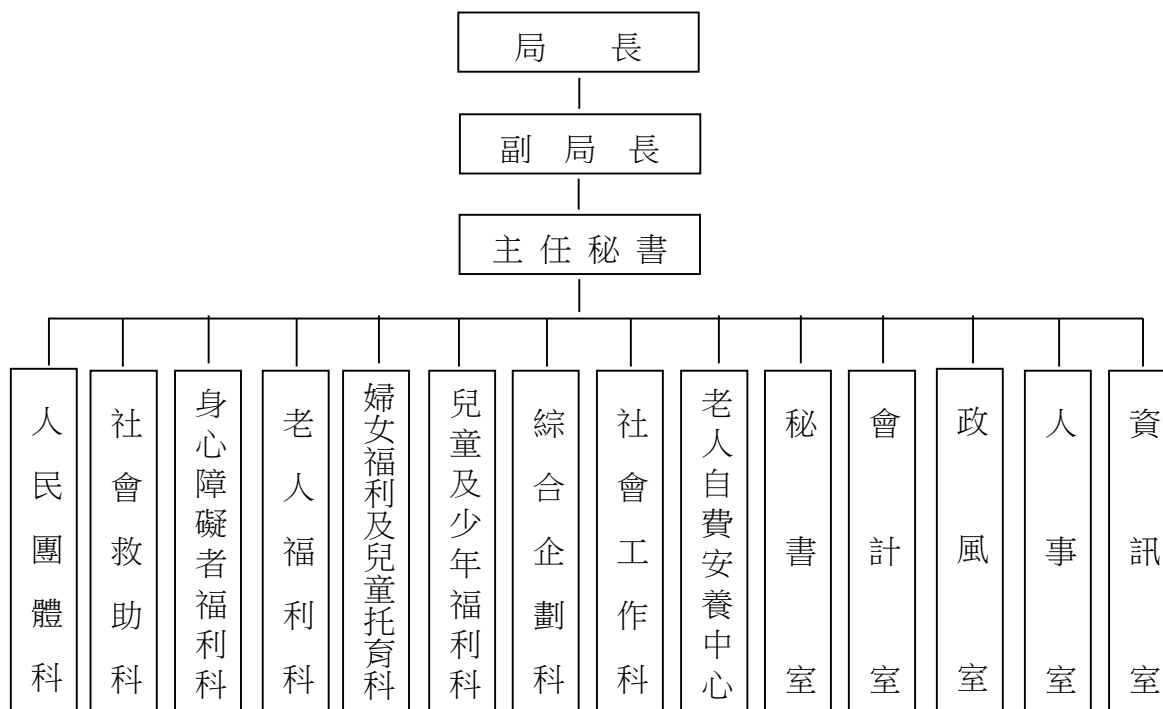 局長
副局長
主任秘書
人民團體科
社會救助科
身心障礙者福利科
老人福利科
婦女福利及兒童托育科
兒童及少年福利科
綜合企劃科
社會工作科
老人自費安養中心
秘書室
會計室
政風室
人事室
資訊室